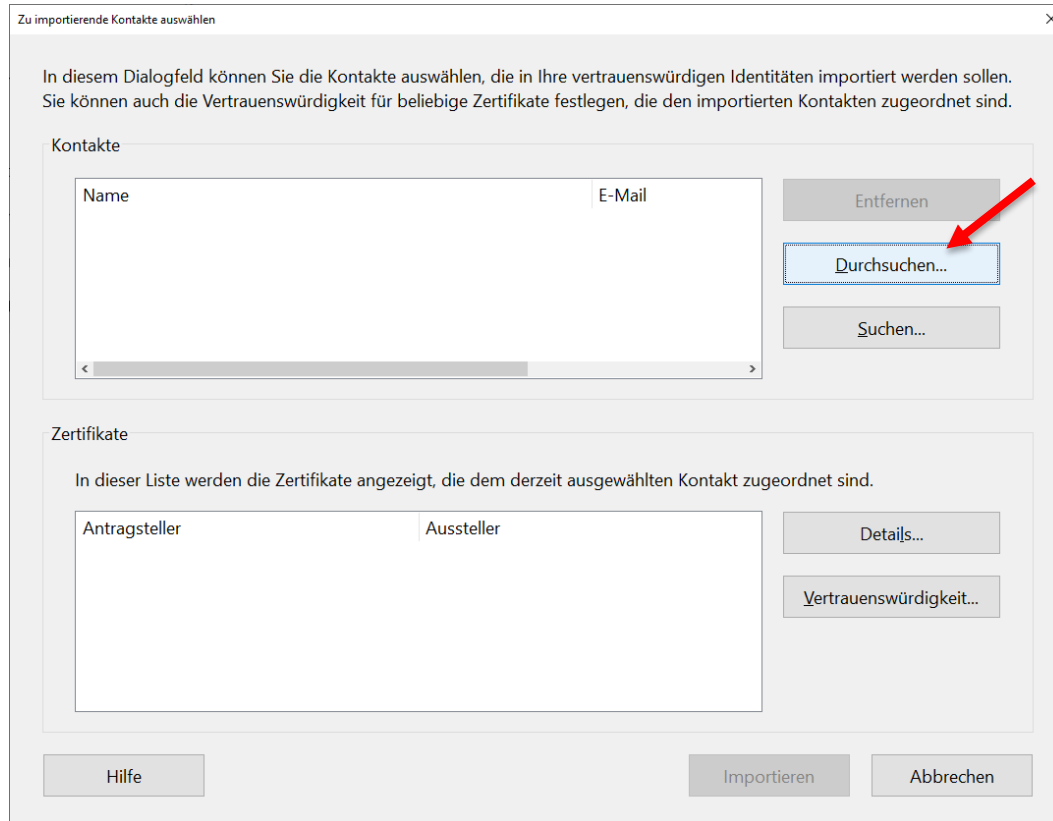 Zu importierende Kontakte auswählen
In diesem Dialogfeld können Sie die Kontakte auswählen, die in Ihre vertrauenswürdigen Identitäten importiert werden sollen.
Sie können auch die Vertrauenswürdigkeit für beliebige Zertifikate festlegen, die den importierten Kontakten zugeordnet sind.
Kontakte
Name E-Mail
Entfernen
Durchsuchen...
Suchen...
Zertifikate
In dieser Liste werden die Zertifikate angezeigt, die dem derzeit ausgewählten Kontakt zugeordnet sind.
Antragsteller Aussteller
Details...
Vertrauenswürdigkeit...
Hilfe Importieren Abbrechen